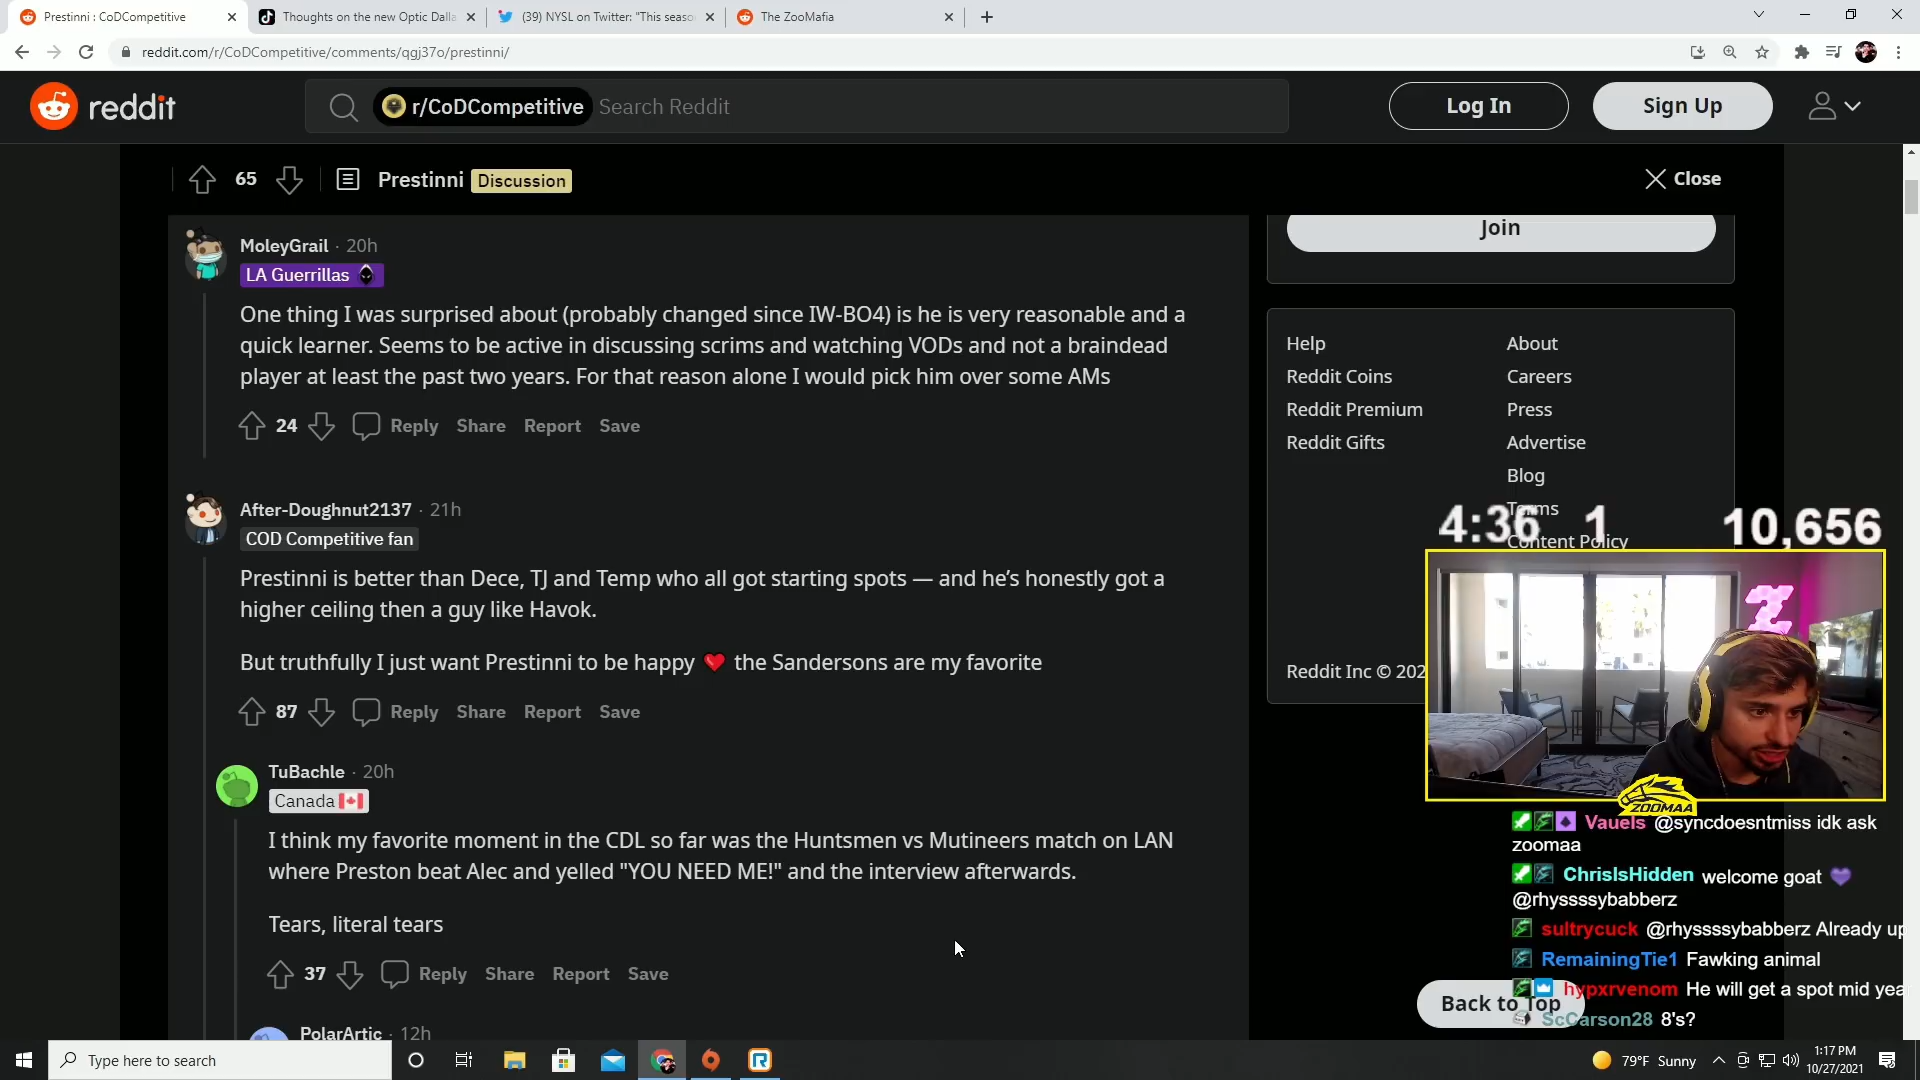 Prestinni : CoDCompetitive
Thoughts on the new Optic Dalla
(39) NYSL on Twitter: "This seaso
The ZooMafia
reddit.com/r/CoDCompetitive/comments/qgj37o/prestinni/
reddit
r/CoDCompetitive
Search Reddit
Log In
Sign Up
65
Prestinni
Discussion
Close
MoleyGrail · 20h
LA Guerrillas
One thing I was surprised about (probably changed since IW-BO4) is he is very reasonable and a
quick learner. Seems to be active in discussing scrims and watching VODs and not a braindead
player at least the past two years. For that reason alone I would pick him over some AMs
24 Reply Share Report Save
After-Doughnut2137 · 21h
COD Competitive fan
Prestinni is better than Dece, TJ and Temp who all got starting spots — and he's honestly got a
higher ceiling then a guy like Havok.
But truthfully I just want Prestinni to be happy ❤ the Sandersons are my favorite
87 Reply Share Report Save
TuBachle · 20h
Canada
I think my favorite moment in the CDL so far was the Huntsmen vs Mutineers match on LAN
where Preston beat Alec and yelled "YOU NEED ME!" and the interview afterwards.
Tears, literal tears
37 Reply Share Report Save
PolarArtic · 12h
Join
Help
About
Reddit Coins
Careers
Reddit Premium
Press
Reddit Gifts
Advertise
Blog
Terms
Content Policy
Reddit Inc © 202
4:36 1 10,656
Z
ZOOMAA
Vauels @syncdoesntmiss idk ask
zoomaa
ChrisIsHidden welcome goat 💜
@rhyssssybabberz
sultrycuck @rhyssssybabberz Already up
RemainingTie1 Fawking animal
hypxrvenom He will get a spot mid yea
ScCarson28 8's?
Back to Top
Type here to search
79°F Sunny
1:17 PM
10/27/2021